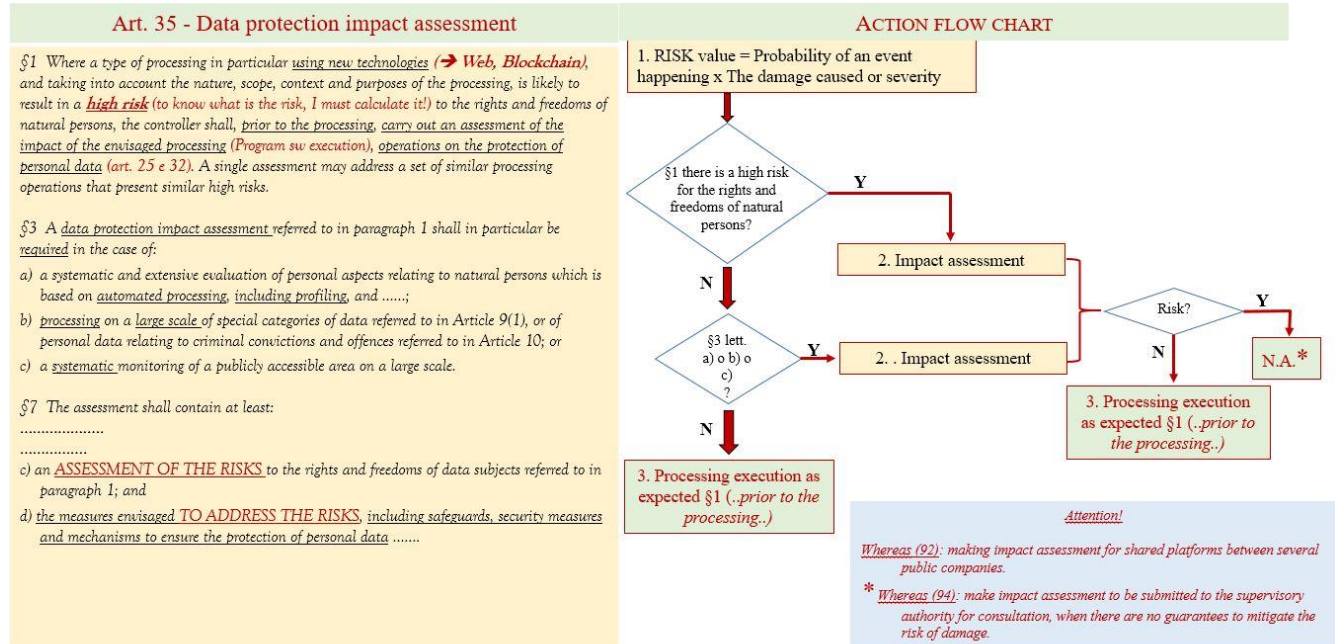 Art. 35 - Data protection impact assessment
§1 Where a type of processing in particular using new technologies (➔ Web, Blockchain),
and taking into account the nature, scope, context and purposes of the processing, is likely to
result in a high risk (to know what is the risk, I must calculate it!) to the rights and freedoms of
natural persons, the controller shall, prior to the processing, carry out an assessment of the
impact of the envisaged processing (Program sw execution), operations on the protection of
personal data (art. 25 e 32). A single assessment may address a set of similar processing
operations that present similar high risks.
§3 A data protection impact assessment referred to in paragraph 1 shall in particular be
required in the case of:
a) a systematic and extensive evaluation of personal aspects relating to natural persons which is
based on automated processing, including profiling, and ......;
b) processing on a large scale of special categories of data referred to in Article 9(1), or of
personal data relating to criminal convictions and offences referred to in Article 10; or
c) a systematic monitoring of a publicly accessible area on a large scale.
§7 The assessment shall contain at least:
....................
................
c) an ASSESSMENT OF THE RISKS to the rights and freedoms of data subjects referred to in
paragraph 1; and
d) the measures envisaged TO ADDRESS THE RISKS, including safeguards, security measures
and mechanisms to ensure the protection of personal data .......
ACTION FLOW CHART
1. RISK value = Probability of an event
happening x The damage caused or severity
§1 there is a high risk
for the rights and
freedoms of natural
persons?
Y
2. Impact assessment
N
§3 lett.
a) o b) o
c)
?
Y
2. . Impact assessment
Risk?
Y
N
N.A.*
3. Processing execution
as expected §1 (..prior to
the processing..)
N
3. Processing execution as
expected §1 (..prior to the
processing..)
Attention!
Whereas (92): making impact assessment for shared platforms between several
public companies.
* Whereas (94): make impact assessment to be submitted to the supervisory
authority for consultation, when there are no guarantees to mitigate the
risk of damage.